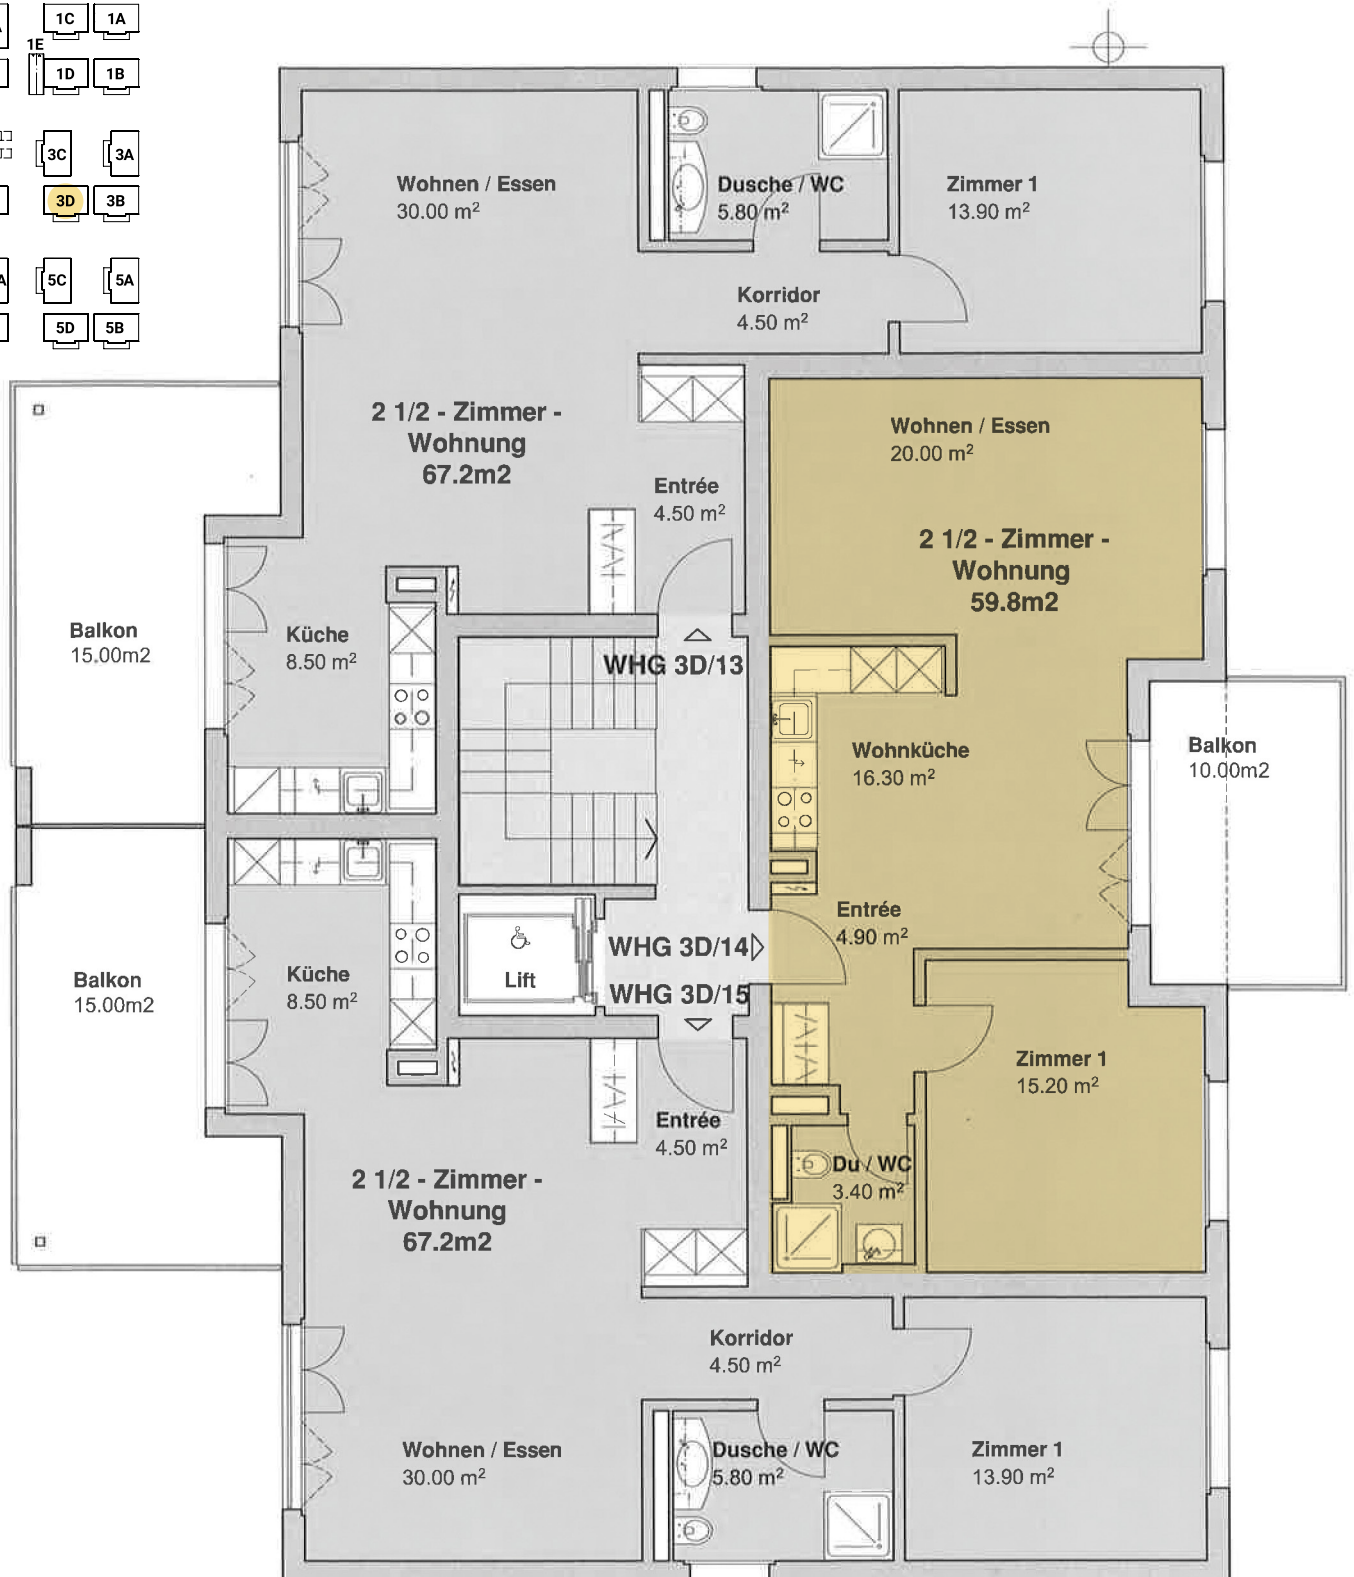 1C
1A
1E
1D
1B
3C
3A
3D
3B
5C
5A
5D
5B
Wohnen / Essen
30.00 m²
Dusche / WC
5.80 m²
Zimmer 1
13.90 m²
Korridor
4.50 m²
2 1/2 - Zimmer -
Wohnung
67.2m2
Entrée
4.50 m²
Wohnen / Essen
20.00 m²
2 1/2 - Zimmer -
Wohnung
59.8m2
Balkon
15.00m2
Küche
8.50 m²
WHG 3D/13
Wohnküche
16.30 m²
Balkon
10.00m2
Entrée
4.90 m²
WHG 3D/14
WHG 3D/15
Lift
Balkon
15.00m2
Küche
8.50 m²
Zimmer 1
15.20 m²
Entrée
4.50 m²
Du / WC
3.40 m²
2 1/2 - Zimmer -
Wohnung
67.2m2
Korridor
4.50 m²
Wohnen / Essen
30.00 m²
Dusche / WC
5.80 m²
Zimmer 1
13.90 m²